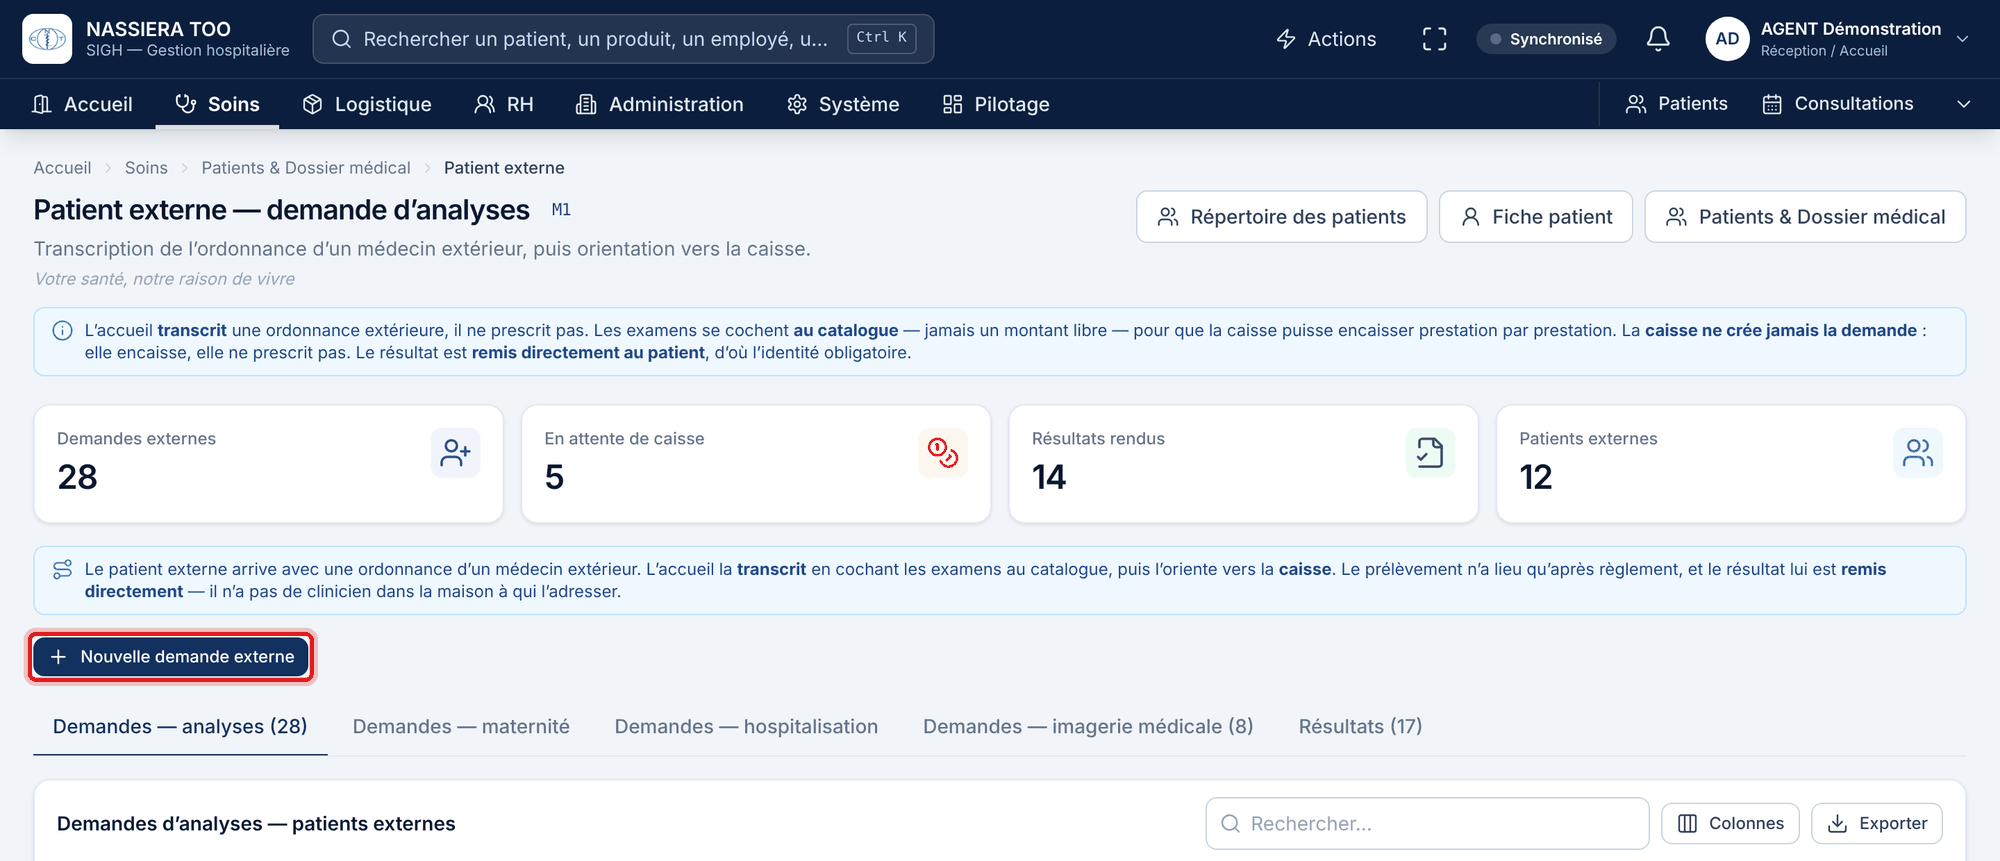 NASSIERA TOO
SIGH — Gestion hospitalière
Rechercher un patient, un produit, un employé, u...
Ctrl K
Actions
Synchronisé
AD
AGENT Démonstration
Réception / Accueil
Accueil
Soins
Logistique
RH
Administration
Système
Pilotage
Patients
Consultations
Accueil > Soins > Patients & Dossier médical > Patient externe
Patient externe — demande d’analyses M1
Répertoire des patients
Fiche patient
Patients & Dossier médical
Transcription de l’ordonnance d’un médecin extérieur, puis orientation vers la caisse.
Votre santé, notre raison de vivre
L’accueil transcrit une ordonnance extérieure, il ne prescrit pas. Les examens se cochent au catalogue — jamais un montant libre — pour que la caisse puisse encaisser prestation par prestation. La caisse ne crée jamais la demande :
elle encaisse, elle ne prescrit pas. Le résultat est remis directement au patient, d’où l’identité obligatoire.
Demandes externes
28
En attente de caisse
5
Résultats rendus
14
Patients externes
12
Le patient externe arrive avec une ordonnance d’un médecin extérieur. L’accueil la transcrit en cochant les examens au catalogue, puis l’oriente vers la caisse. Le prélèvement n’a lieu qu’après règlement, et le résultat lui est remis
directement — il n’a pas de clinicien dans la maison à qui l’adresser.
+ Nouvelle demande externe
Demandes — analyses (28)
Demandes — maternité
Demandes — hospitalisation
Demandes — imagerie médicale (8)
Résultats (17)
Demandes d’analyses — patients externes
Rechercher...
Colonnes
Exporter